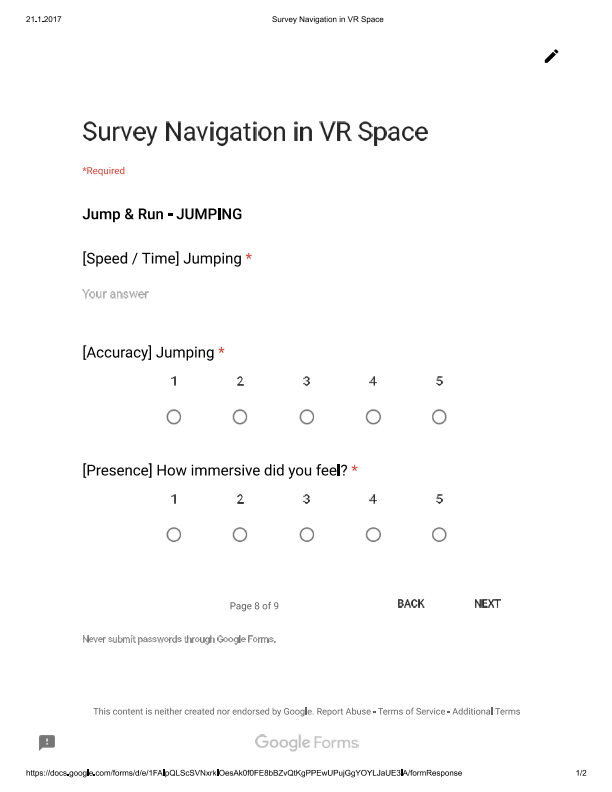 21.1.2017 Survey Navigation in VR Space
Survey Navigation in VR Space
*Required
Jump & Run - JUMPING
[Speed / Time] Jumping *
Your answer
[Accuracy] Jumping *
1 2 3 4 5
[Presence] How immersive did you feel? *
1 2 3 4 5
Page 8 of 9 BACK NEXT
Never submit passwords through Google Forms.
This content is neither created nor endorsed by Google. Report Abuse - Terms of Service - Additional Terms
Google Forms
https://docs.google.com/forms/d/e/1FAIpQLScSVNxrklOesAk0f0FE8bBZvQtKgPPEwUPujGgYOYLJaUE3lA/formResponse 1/2